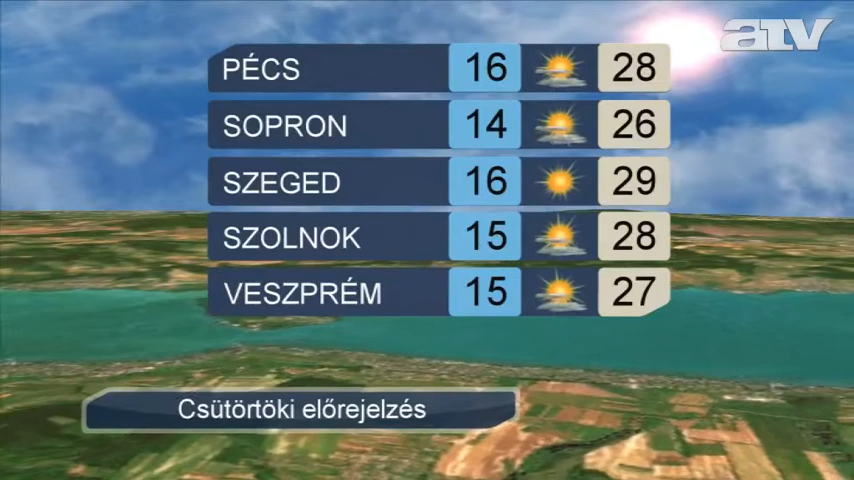 atv
PÉCS 16 28
SOPRON 14 26
SZEGED 16 29
SZOLNOK 15 28
VESZPRÉM 15 27
Csütörtöki előrejelzés